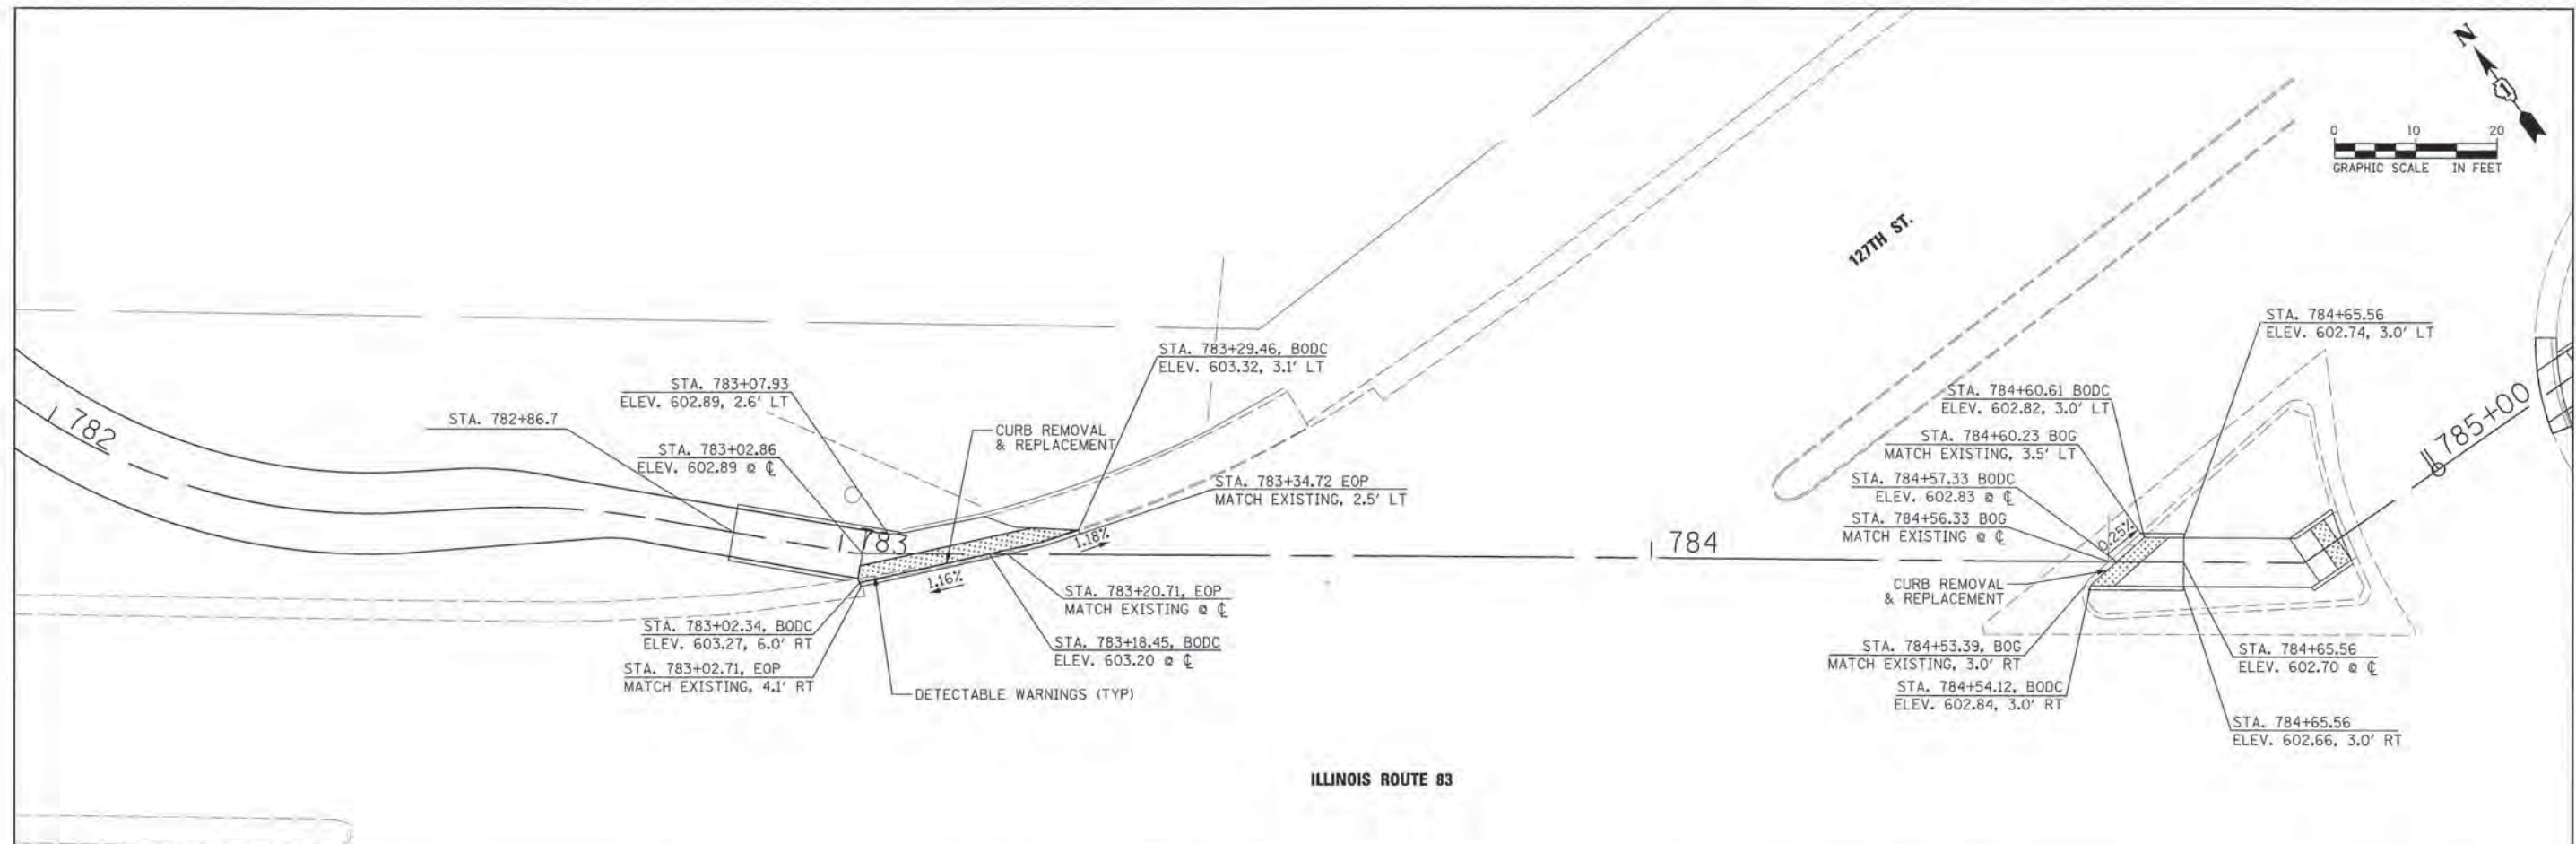 N
1
0 10 20
GRAPHIC SCALE IN FEET
127TH ST.
STA. 783+29.46, BODC
ELEV. 603.32, 3.1' LT
STA. 783+07.93
ELEV. 602.89, 2.6' LT
STA. 782+86.7
STA. 783+02.86
ELEV. 602.89 @ ℄
CURB REMOVAL
& REPLACEMENT
STA. 783+34.72 EOP
MATCH EXISTING, 2.5' LT
782
783
1.18%
1.16%
STA. 783+20.71, EOP
MATCH EXISTING @ ℄
STA. 783+18.45, BODC
ELEV. 603.20 @ ℄
STA. 783+02.34, BODC
ELEV. 603.27, 6.0' RT
STA. 783+02.71, EOP
MATCH EXISTING, 4.1' RT
DETECTABLE WARNINGS (TYP)
784
STA. 784+65.56
ELEV. 602.74, 3.0' LT
STA. 784+60.61 BODC
ELEV. 602.82, 3.0' LT
STA. 784+60.23 BOG
MATCH EXISTING, 3.5' LT
STA. 784+57.33 BODC
ELEV. 602.83 @ ℄
STA. 784+56.33 BOG
MATCH EXISTING @ ℄
0.25%
785+00
CURB REMOVAL
& REPLACEMENT
STA. 784+53.39, BOG
MATCH EXISTING, 3.0' RT
STA. 784+54.12, BODC
ELEV. 602.84, 3.0' RT
STA. 784+65.56
ELEV. 602.70 @ ℄
STA. 784+65.56
ELEV. 602.66, 3.0' RT
ILLINOIS ROUTE 83